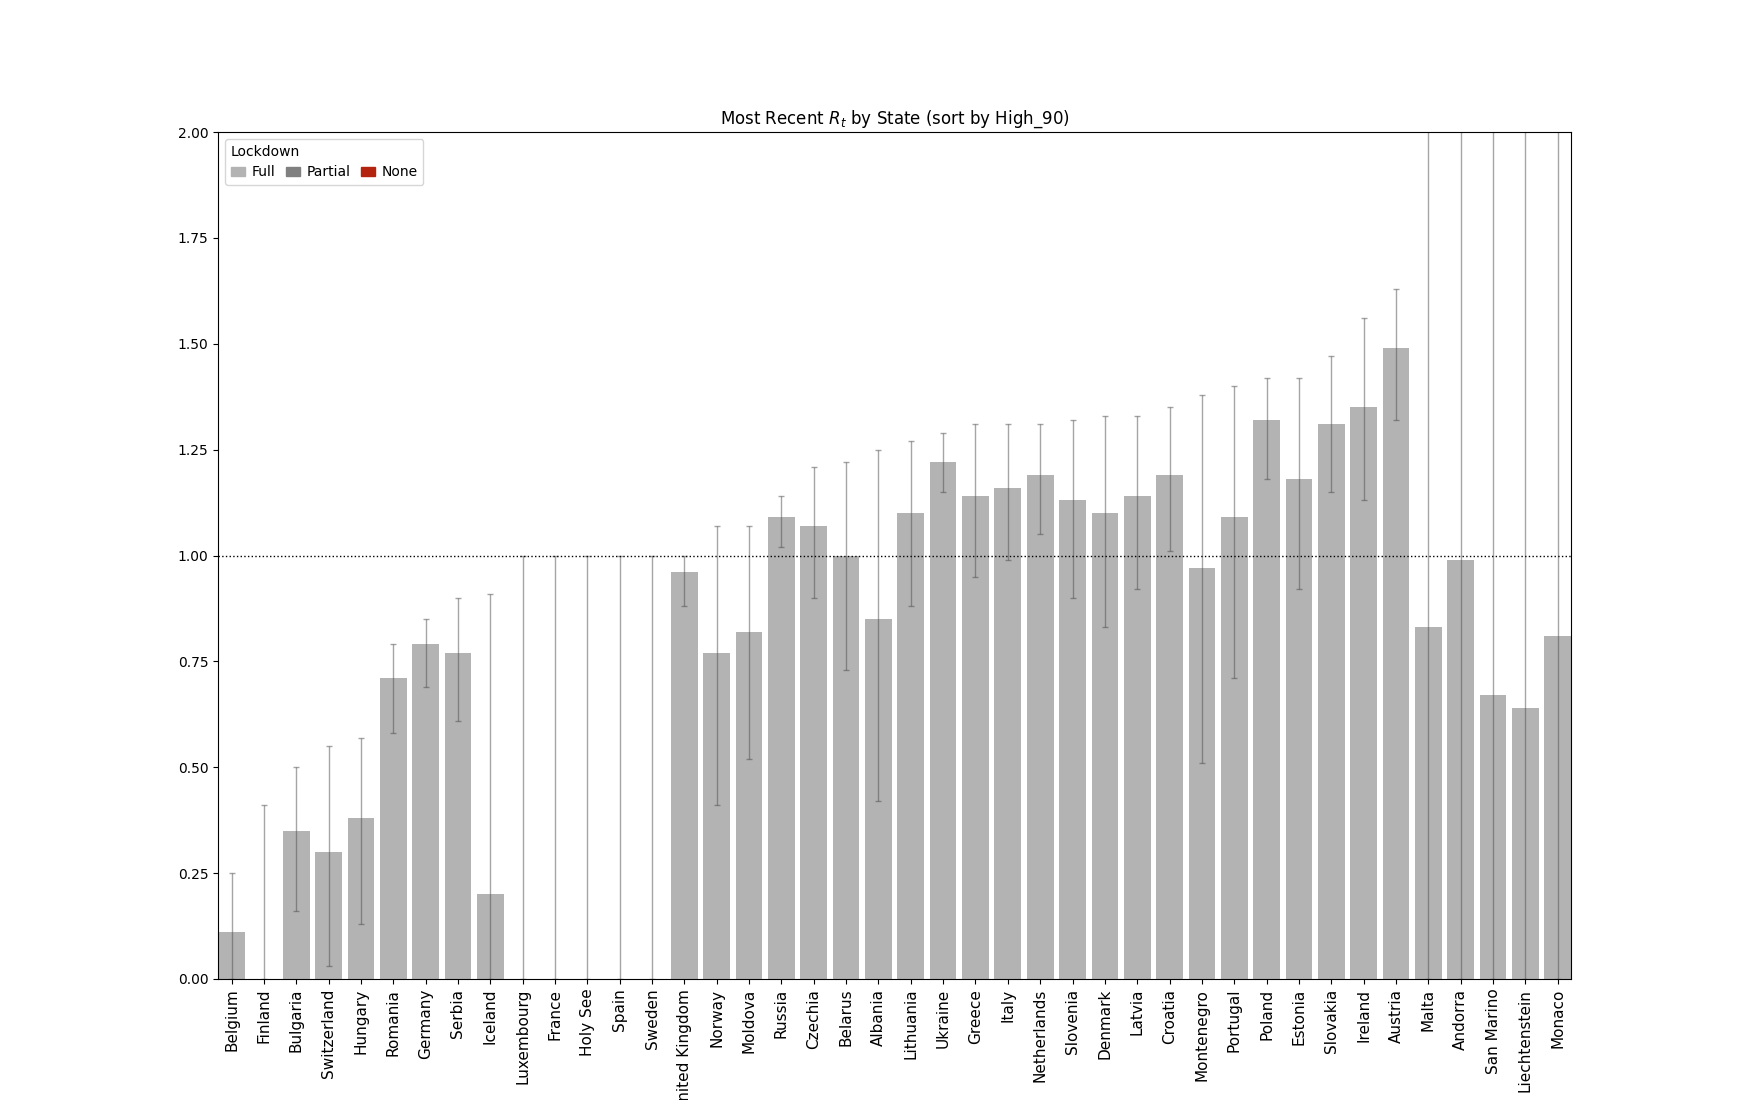 Most Recent R_t by State (sort by High_90)
Lockdown
Full Partial None
2.00
1.75
1.50
1.25
1.00
0.75
0.50
0.25
0.00
Belgium
Finland
Bulgaria
Switzerland
Hungary
Romania
Germany
Serbia
Iceland
Luxembourg
France
Holy See
Spain
Sweden
nited Kingdom
Norway
Moldova
Russia
Czechia
Belarus
Albania
Lithuania
Ukraine
Greece
Italy
Netherlands
Slovenia
Denmark
Latvia
Croatia
Montenegro
Portugal
Poland
Estonia
Slovakia
Ireland
Austria
Malta
Andorra
San Marino
Liechtenstein
Monaco